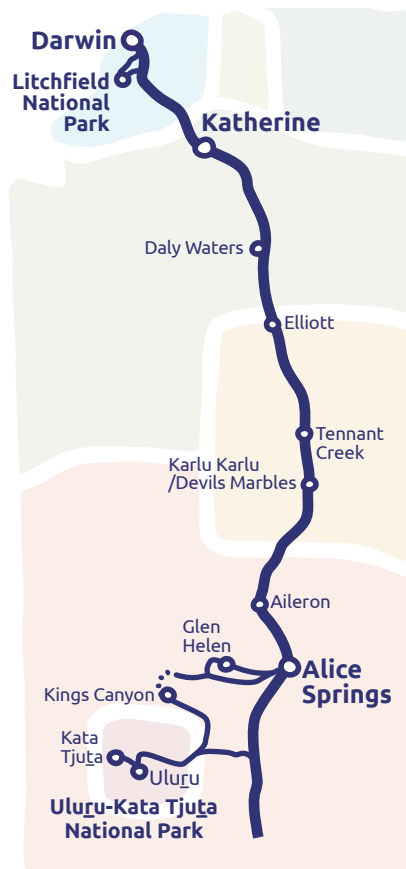 Darwin
Litchfield
National
Park
Katherine
Daly Waters
Elliott
Tennant
Creek
Karlu Karlu
/Devils Marbles
Aileron
Glen
Helen
Alice
Springs
Kings Canyon
Kata
Tjuṯa
Uluṟu
Uluṟu-Kata Tjuṯa
National Park